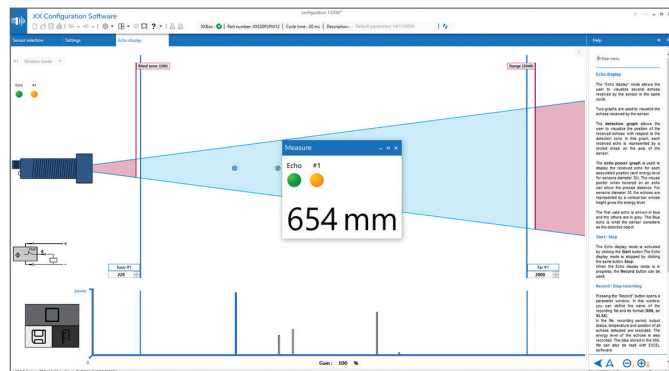 configuration 1.CFXE*
XX Configuration Software
XXBox: Part number: XXS30P2PM12 | Cycle time : 30 ms | Description : Default parameters 14/11/2016
Sensor selection Settings Echo display Help
#1 Window mode
Echo #1
Blind zone (200) Range (2040)
Measure
Echo #1
654 mm
Near #1
220
Far #1
2000
power
0
Gain : 100 %
Main menu
Echo display
The "Echo display" mode allows the
user to visualize several echoes
received by the sensor in the same
cycle.
Two graphs are used to visualize the
echoes received by the sensor.
The detection graph allows the
user to visualize the position of the
received echoes with respect to the
detection zone. In this graph, each
received echo is represented by a
circled cross on the axis of the
sensor.
The echo power graph is used to
display the received echo for each
associated position (and energy level
for sensors diameter 30). The mouse
pointer when hovered on an echo
can show the precise distance. For
sensors diameter 30, the echoes are
represented by a vertical bar whose
height gives the energy level.
The first valid echo is shown in blue
and the others are in grey. The Blue
echo is what the sensor considers
as the detected object.
Start / Stop
The Echo display mode is activated
by clicking the Start button The Echo
display mode is stopped by clicking
the same button Stop
When the Echo display mode is in
progress, the Record button can be
used
Record / Stop recording
Pressing the "Record" button opens a
parameter window. In this window
you can define the name of the
recording file and its format (XML or
XLSX).
In the file, recording period, output
status, temperature and position of all
echoes detected are recorded. The
energy level of the echoes is also
recorded. The data stored in the XML
file can also be read with EXCEL
software.